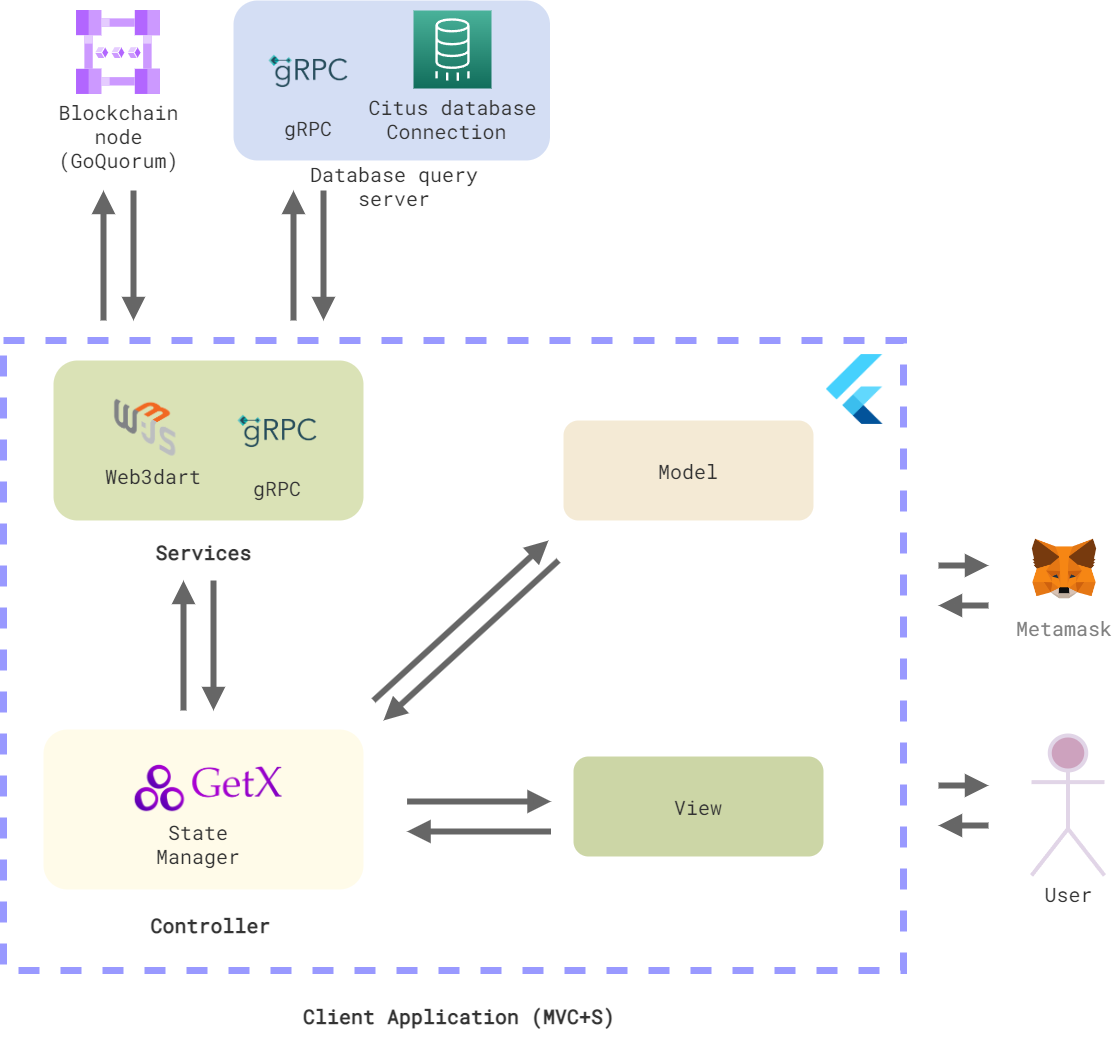 Blockchain
node
(GoQuorum)
gRPC
gRPC
Citus database
Connection
Database query
server
W3JS
Web3dart
gRPC
gRPC
Services
Model
Metamask
GetX
State
Manager
Controller
View
User
Client Application (MVC+S)